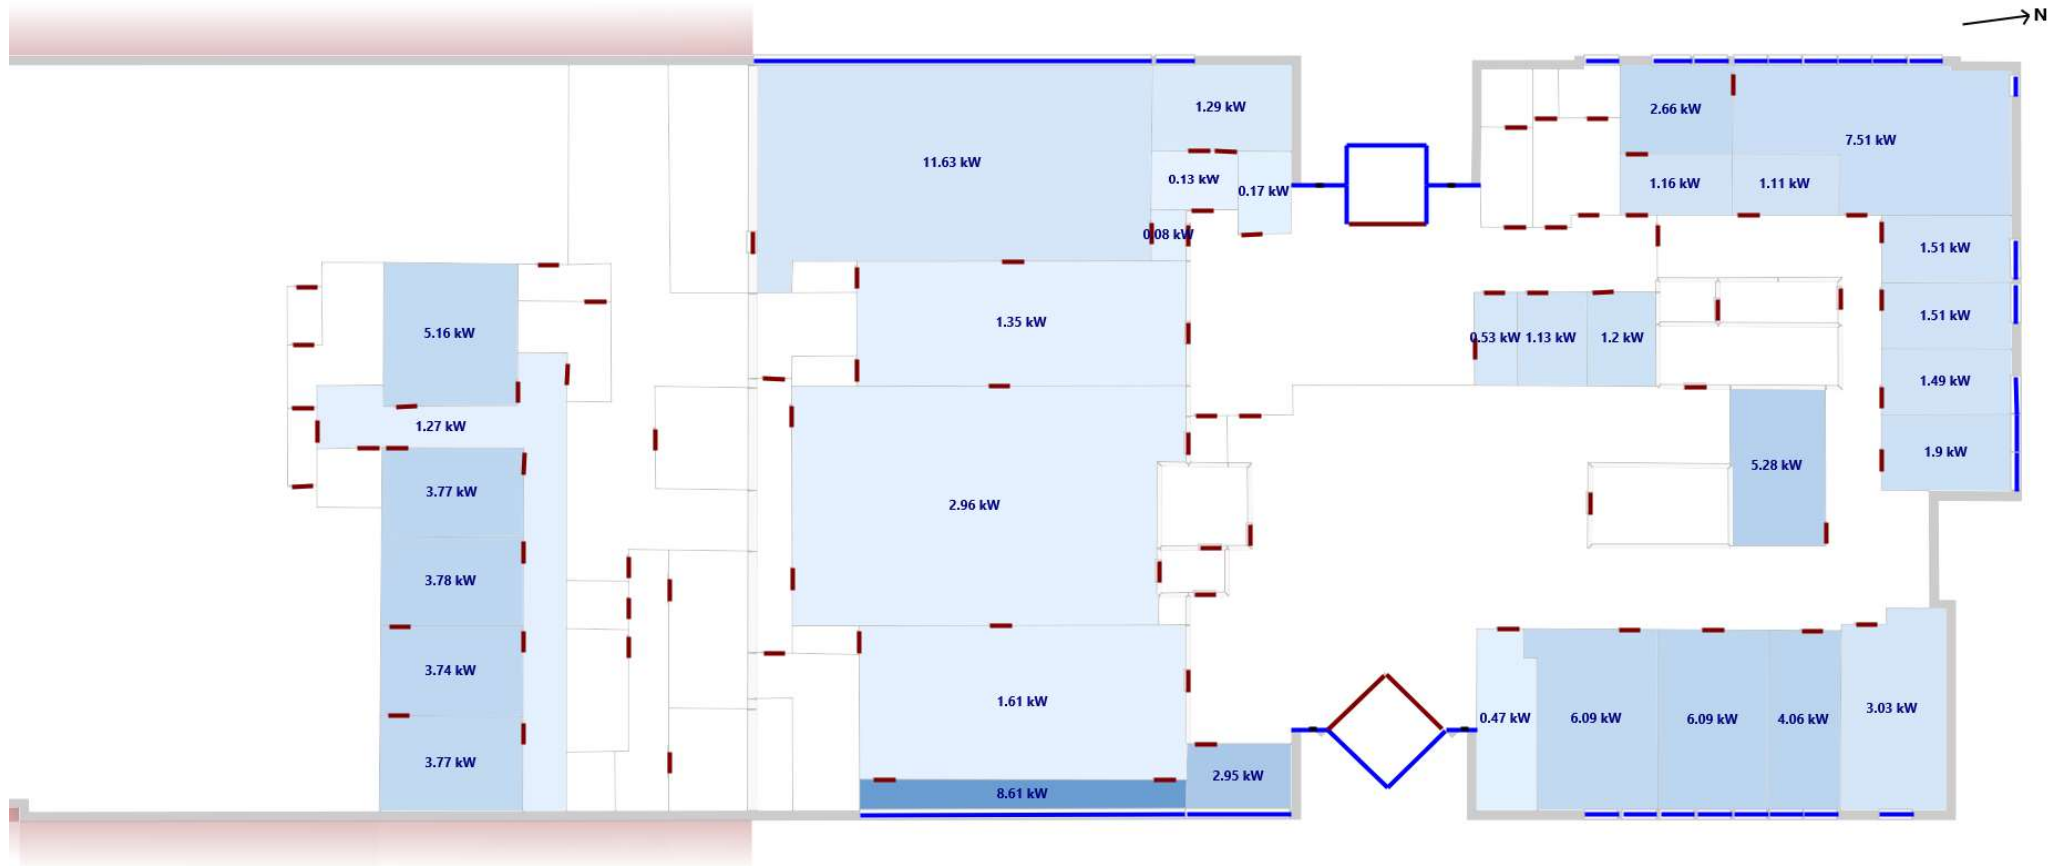 N
1.29 kW
2.66 kW
7.51 kW
11.63 kW
0.13 kW
0.17 kW
1.16 kW
1.11 kW
0.08 kW
1.51 kW
5.16 kW
1.35 kW
0.53 kW
1.13 kW
1.2 kW
1.51 kW
1.49 kW
1.27 kW
1.9 kW
3.77 kW
2.96 kW
5.28 kW
3.78 kW
3.74 kW
1.61 kW
0.47 kW
6.09 kW
6.09 kW
4.06 kW
3.03 kW
3.77 kW
2.95 kW
8.61 kW